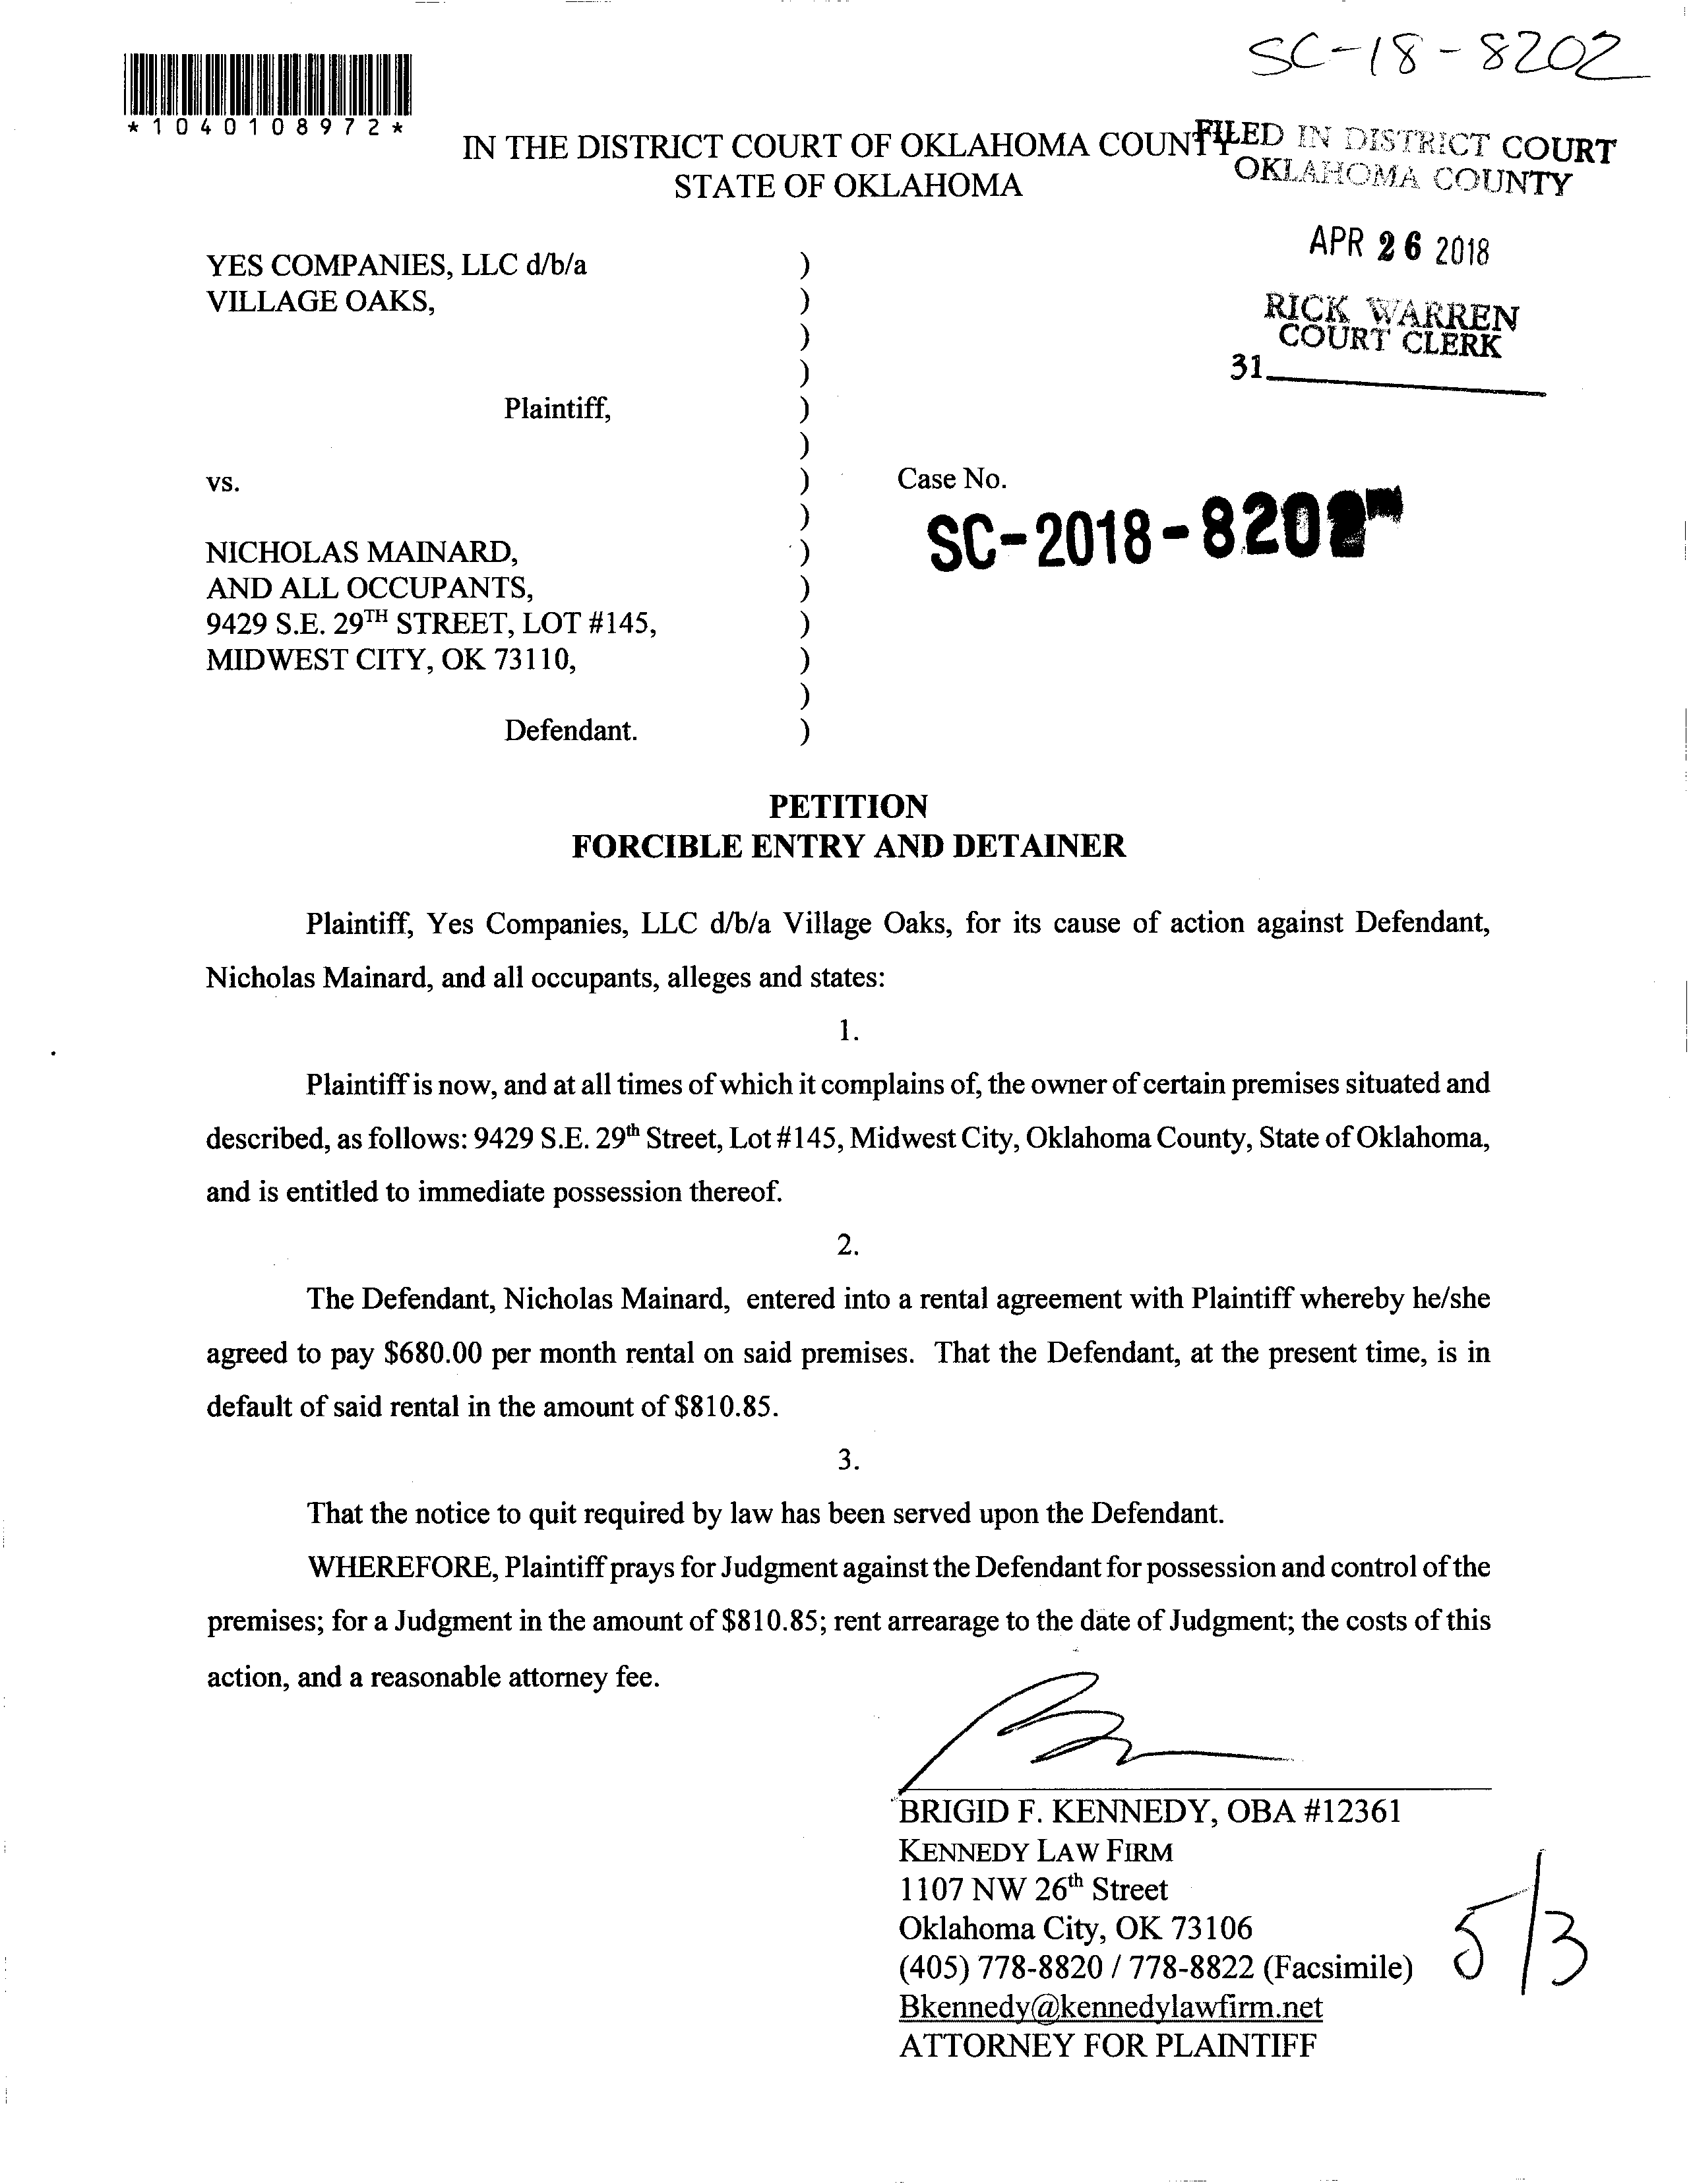 SC-18-8202
*1040108972*
IN THE DISTRICT COURT OF OKLAHOMA COUNTY
STATE OF OKLAHOMA
FILED IN DISTRICT COURT
OKLAHOMA COUNTY
APR 26 2018
RICK WARREN
COURT CLERK
31
YES COMPANIES, LLC d/b/a )
VILLAGE OAKS, )
)
)
Plaintiff, )
)
vs. )
)
NICHOLAS MAINARD, )
AND ALL OCCUPANTS, )
9429 S.E. 29TH STREET, LOT #145, )
MIDWEST CITY, OK 73110, )
)
Defendant. )
Case No.
SC-2018-8202
PETITION
FORCIBLE ENTRY AND DETAINER
Plaintiff, Yes Companies, LLC d/b/a Village Oaks, for its cause of action against Defendant,
Nicholas Mainard, and all occupants, alleges and states:
1.
Plaintiff is now, and at all times of which it complains of, the owner of certain premises situated and
described, as follows: 9429 S.E. 29th Street, Lot #145, Midwest City, Oklahoma County, State of Oklahoma,
and is entitled to immediate possession thereof.
2.
The Defendant, Nicholas Mainard, entered into a rental agreement with Plaintiff whereby he/she
agreed to pay $680.00 per month rental on said premises. That the Defendant, at the present time, is in
default of said rental in the amount of $810.85.
3.
That the notice to quit required by law has been served upon the Defendant.
WHEREFORE, Plaintiff prays for Judgment against the Defendant for possession and control of the
premises; for a Judgment in the amount of $810.85; rent arrearage to the date of Judgment; the costs of this
action, and a reasonable attorney fee.
BRIGID F. KENNEDY, OBA #12361
KENNEDY LAW FIRM
1107 NW 26th Street
Oklahoma City, OK 73106
(405) 778-8820 / 778-8822 (Facsimile)
Bkennedy@kennedylawfirm.net
ATTORNEY FOR PLAINTIFF
5/3